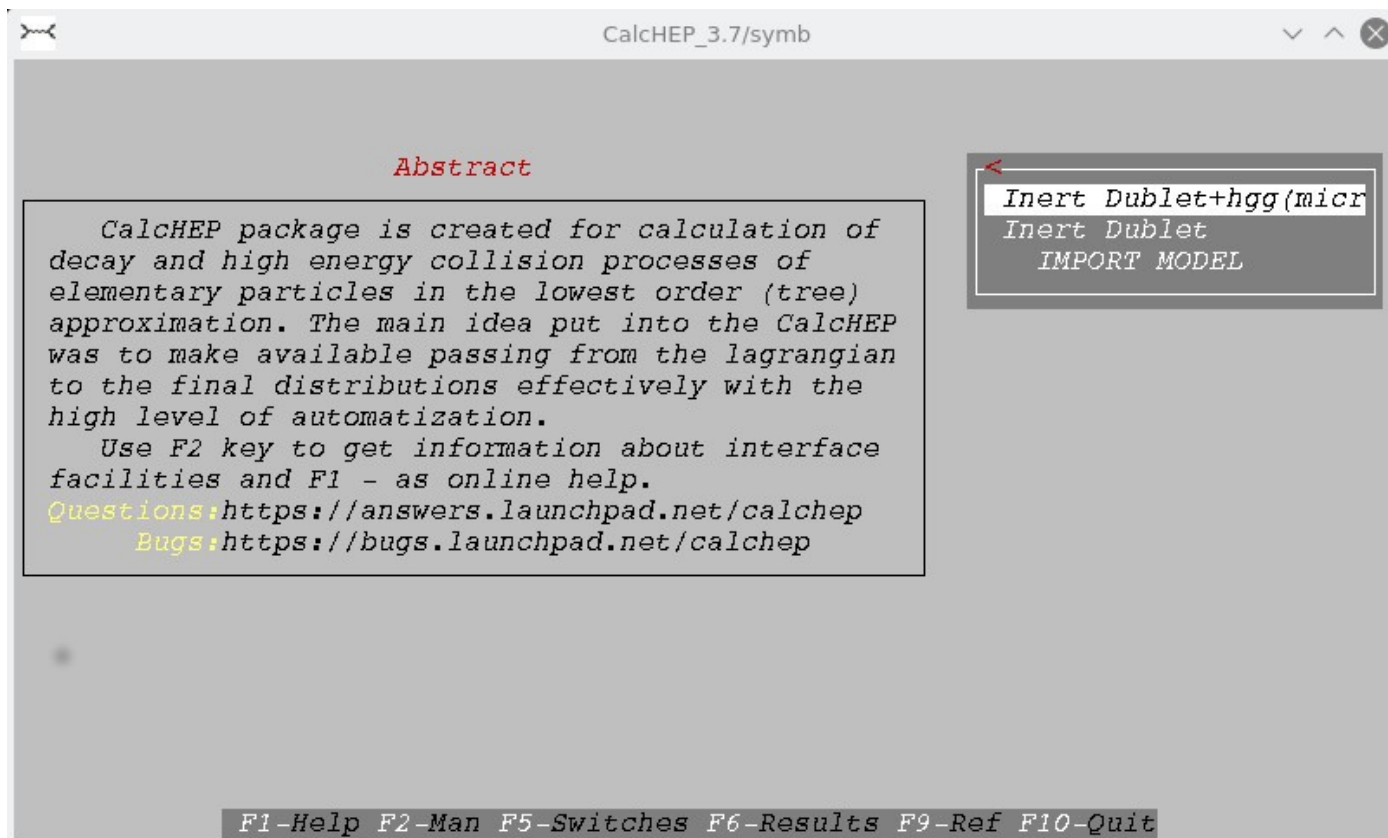 CalcHEP_3.7/symb
Abstract
CalcHEP package is created for calculation of
decay and high energy collision processes of
elementary particles in the lowest order (tree)
approximation. The main idea put into the CalcHEP
was to make available passing from the lagrangian
to the final distributions effectively with the
high level of automatization.
Use F2 key to get information about interface
facilities and F1 - as online help.
Questions:https://answers.launchpad.net/calchep
Bugs:https://bugs.launchpad.net/calchep
<
Inert Dublet+hgg(micr
Inert Dublet
IMPORT MODEL
F1-Help F2-Man F5-Switches F6-Results F9-Ref F10-Quit